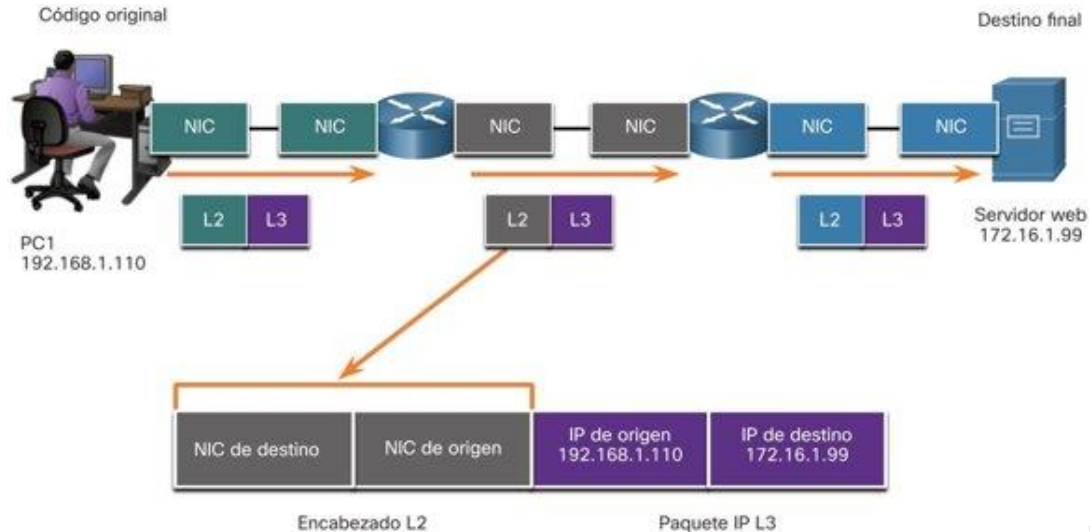 Código original
Destino final
NIC
NIC
NIC
NIC
NIC
NIC
L2
L3
L2
L3
L2
L3
PC1
192.168.1.110
Servidor web
172.16.1.99
NIC de destino
NIC de origen
IP de origen
192.168.1.110
IP de destino
172.16.1.99
Encabezado L2
Paquete IP L3